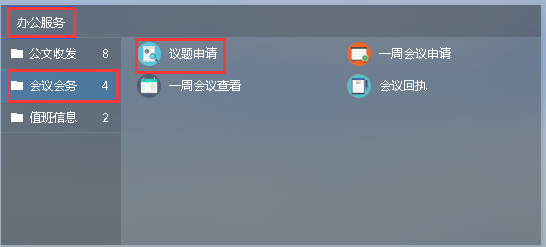 办公服务
公文收发 8
会议会务 4
值班信息 2
议题申请 一周会议申请
一周会议查看 会议回执